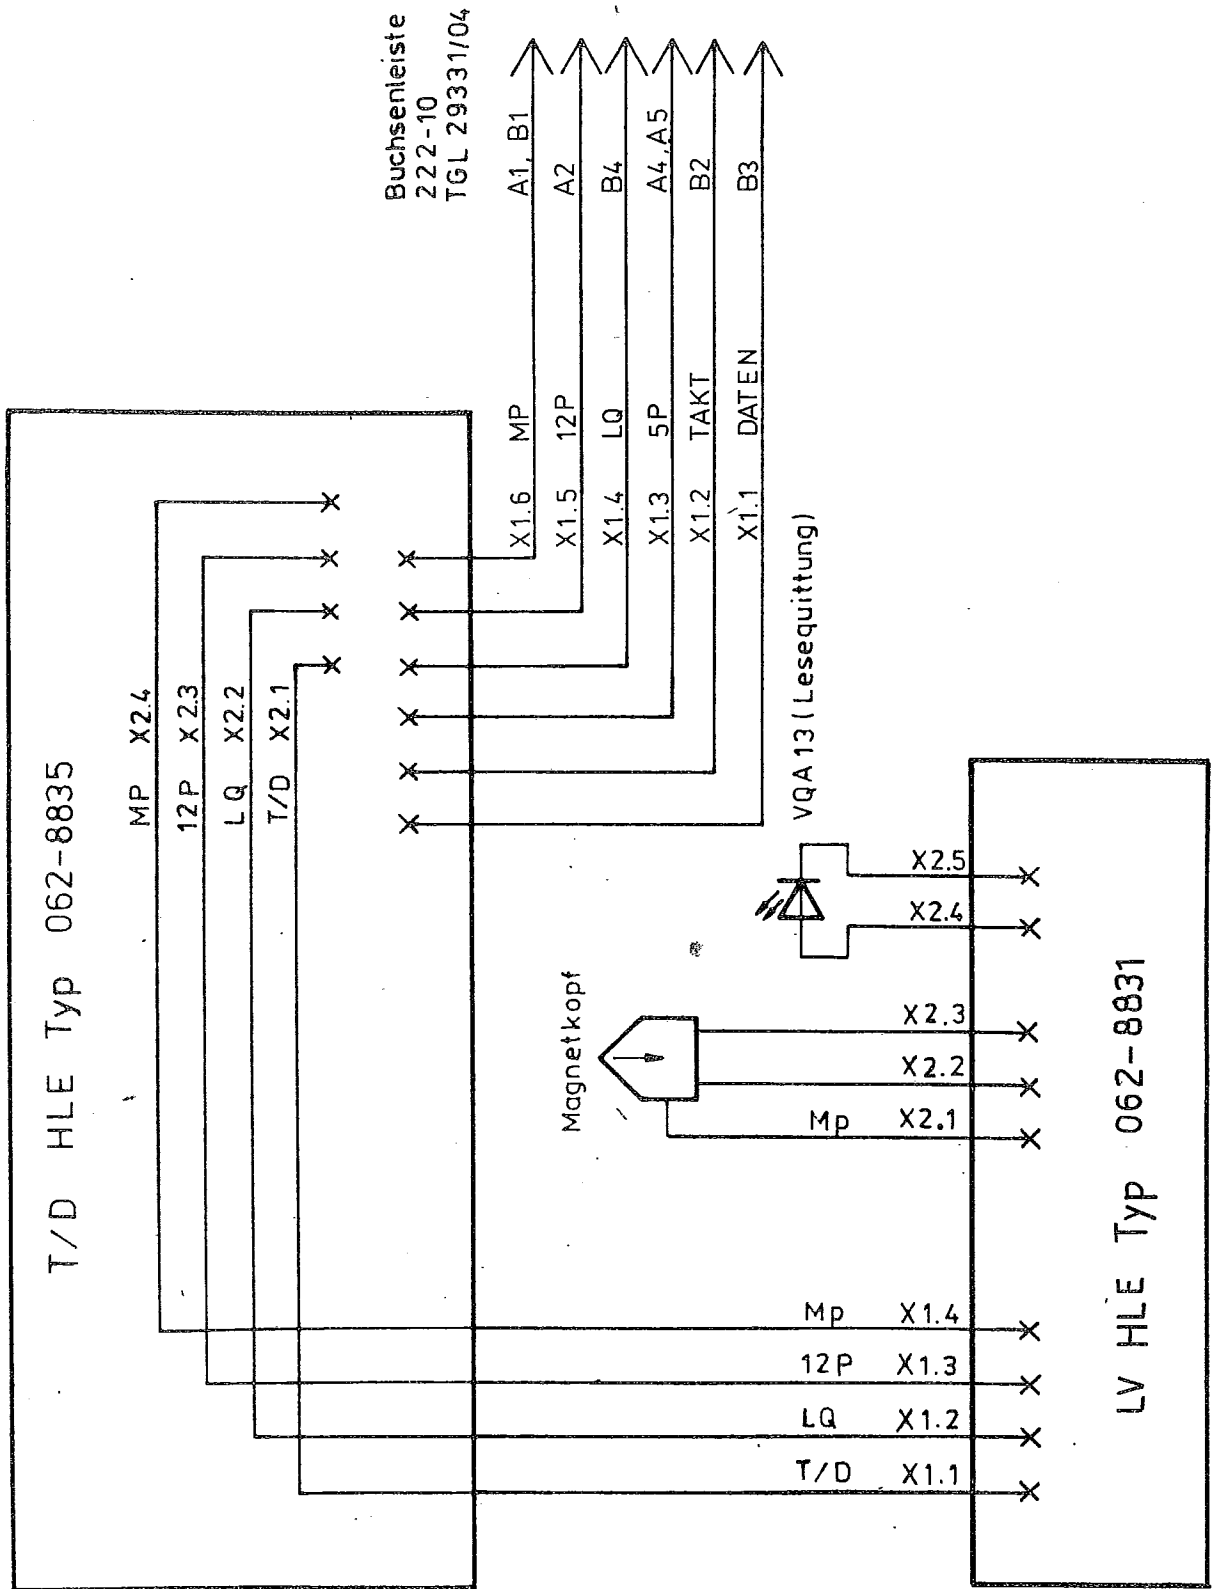 Buchsenleiste
222-10
TGL 29331/04
X1.6 MP A1, B1
X1.5 12P A2
X1.4 LQ B4
X1.3 5P A4, A5
X1.2 TAKT B2
X1.1 DATEN B3
T/D HLE Typ 062-8835
MP X2.4
12P X2.3
LQ X2.2
T/D X2.1
VQA 13 (Lesequittung)
X2.5
X2.4
Magnetkopf
X2.3
X2.2
Mp X2.1
Mp X1.4
12P X1.3
LQ X1.2
T/D X1.1
LV HLE Typ 062-8831